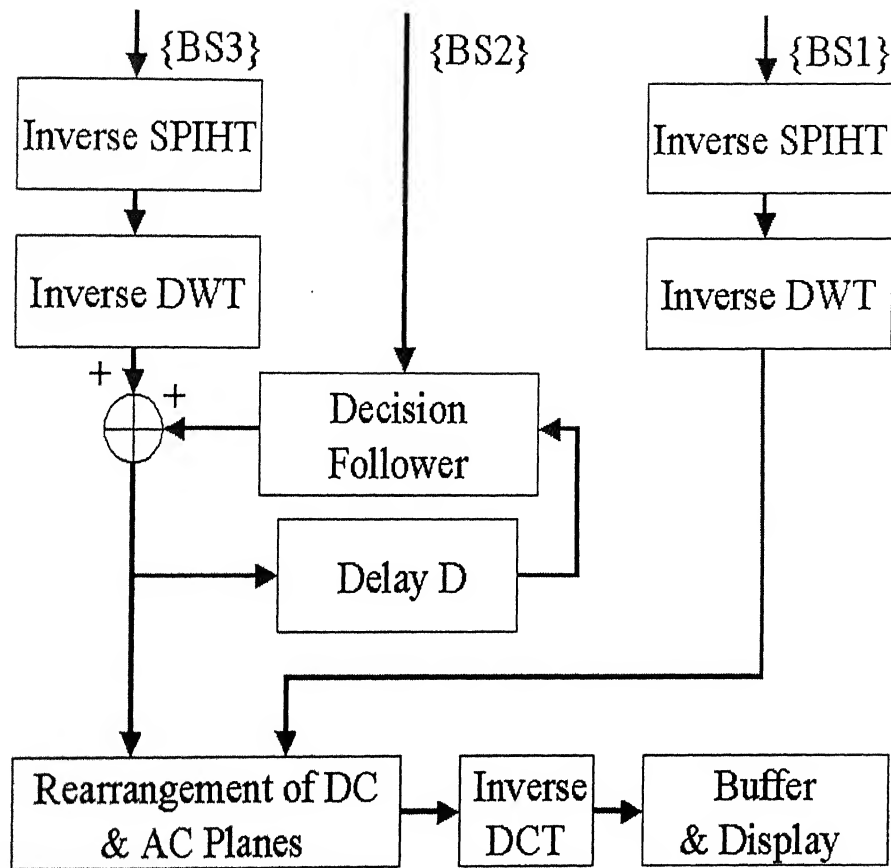 {BS3}
{BS2}
{BS1}
Inverse SPIHT
Inverse SPIHT
Inverse DWT
Inverse DWT
+
+
Decision
Follower
Delay D
Rearrangement of DC
& AC Planes
Inverse
DCT
Buffer
& Display